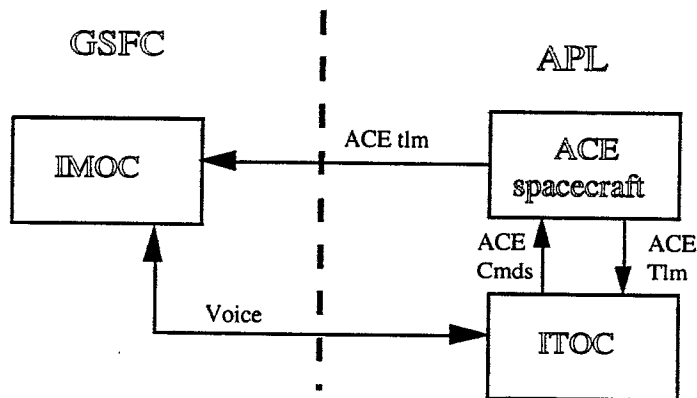 GSFC
APL
IMOC
ACE tlm
ACE
spacecraft
ACE
Cmds
ACE
Tlm
Voice
ITOC